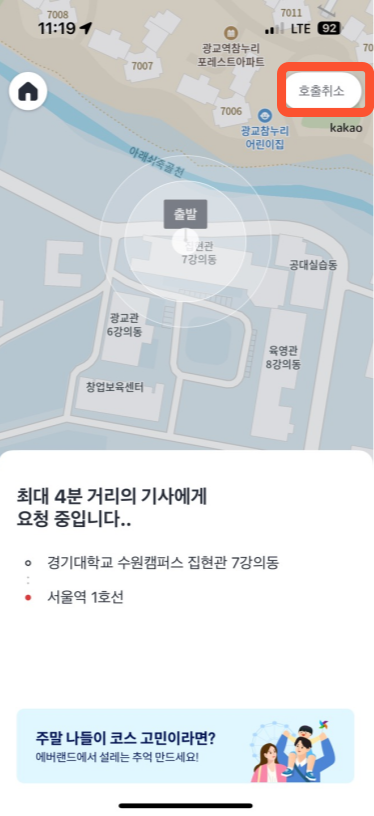 7008
7011
11:19
LTE 92
광교역참누리
포레스트아파트
7007
70
호출취소
7006
광교참누리
어린이집
kakao
아래쇠죽골천
출발
집현관
7강의동
공대실습동
광교관
6강의동
육영관
8강의동
창업보육센터
최대 4분 거리의 기사에게
요청 중입니다..
경기대학교 수원캠퍼스 집현관 7강의동
서울역 1호선
주말 나들이 코스 고민이라면?
에버랜드에서 설레는 추억 만드세요!